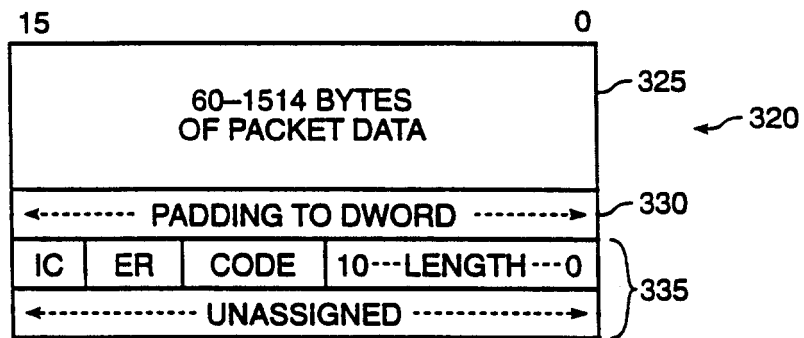 15 0
60–1514 BYTES
OF PACKET DATA
325
320
PADDING TO DWORD
330
IC ER CODE 10---LENGTH---0
335
UNASSIGNED